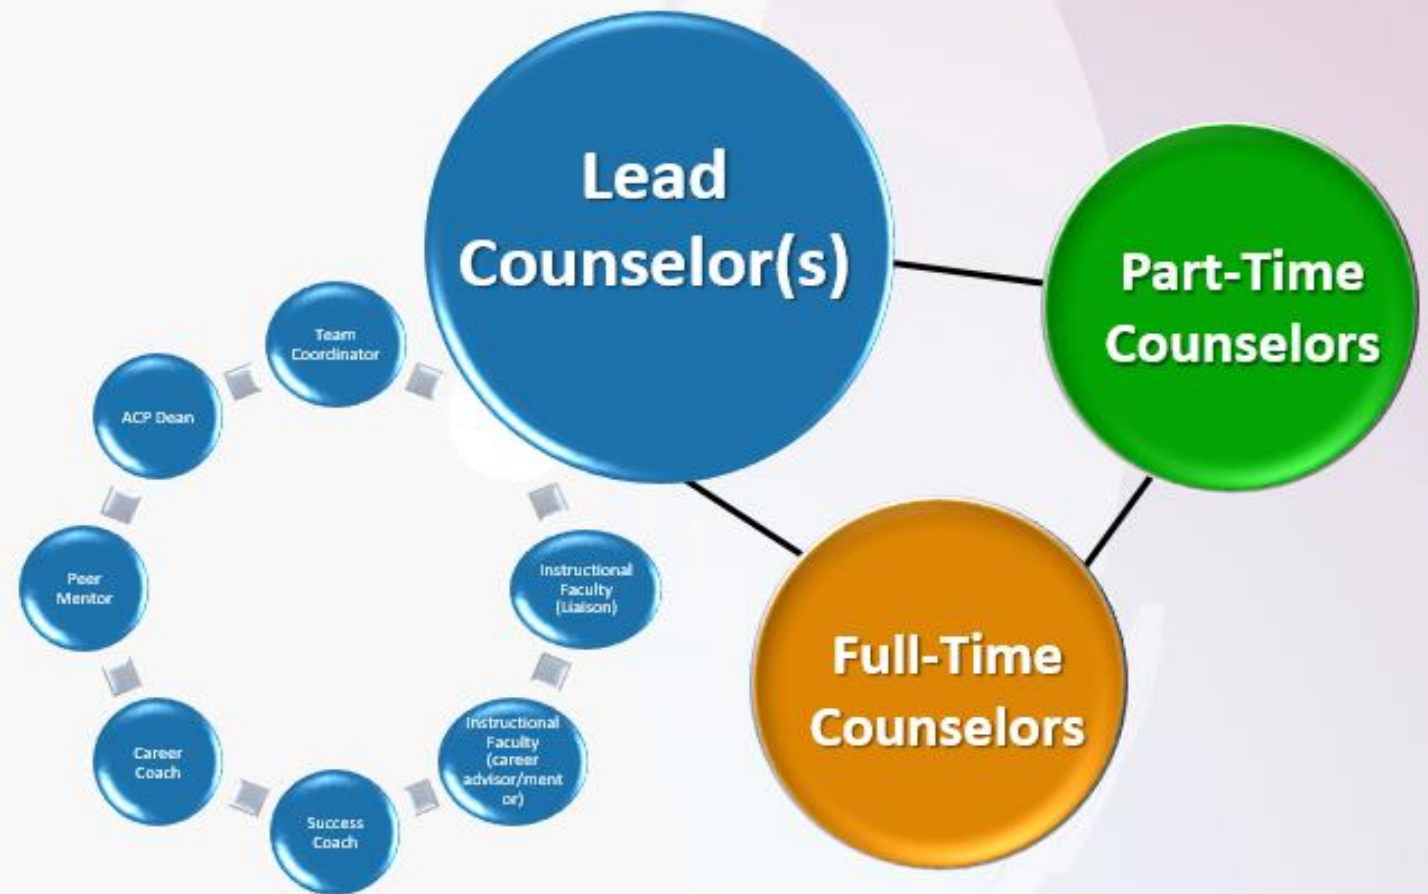 Lead
Counselor(s)
Part-Time
Counselors
Full-Time
Counselors
Team
Coordinator
ACP Dean
Peer
Mentor
Career
Coach
Success
Coach
Instructional
Faculty
(career
advisor/ment
or)
Instructional
Faculty
(Liaison)